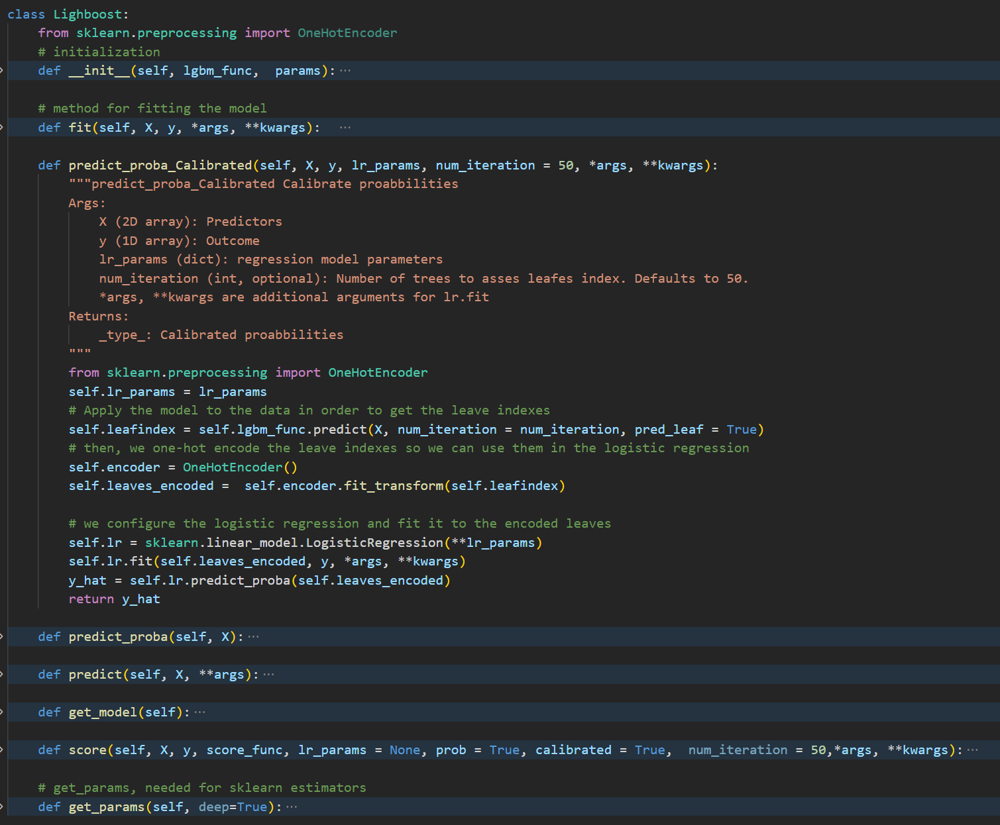 class Lighboost:
    from sklearn.preprocessing import OneHotEncoder
    # initialization
    def __init__(self, lgbm_func,  params):···
    # method for fitting the model
    def fit(self, X, y, *args, **kwargs):  ···
    def predict_proba_Calibrated(self, X, y, lr_params, num_iteration = 50, *args, **kwargs):
        """predict_proba_Calibrated Calibrate proabbilities
        Args:
            X (2D array): Predictors
            y (1D array): Outcome
            lr_params (dict): regression model parameters
            num_iteration (int, optional): Number of trees to asses leafes index. Defaults to 50.
            *args, **kwargs are additional arguments for lr.fit
        Returns:
            _type_: Calibrated proabbilities
        """
        from sklearn.preprocessing import OneHotEncoder
        self.lr_params = lr_params
        # Apply the model to the data in order to get the leave indexes
        self.leafindex = self.lgbm_func.predict(X, num_iteration = num_iteration, pred_leaf = True)
        # then, we one-hot encode the leave indexes so we can use them in the logistic regression
        self.encoder = OneHotEncoder()
        self.leaves_encoded =  self.encoder.fit_transform(self.leafindex)
        # we configure the logistic regression and fit it to the encoded leaves
        self.lr = sklearn.linear_model.LogisticRegression(**lr_params)
        self.lr.fit(self.leaves_encoded, y, *args, **kwargs)
        y_hat = self.lr.predict_proba(self.leaves_encoded)
        return y_hat
    def predict_proba(self, X):···
    def predict(self, X, **args):···
    def get_model(self):···
    def score(self, X, y, score_func, lr_params = None, prob = True, calibrated = True,  num_iteration = 50,*args, **kwargs):···
    # get_params, needed for sklearn estimators
    def get_params(self, deep=True):···